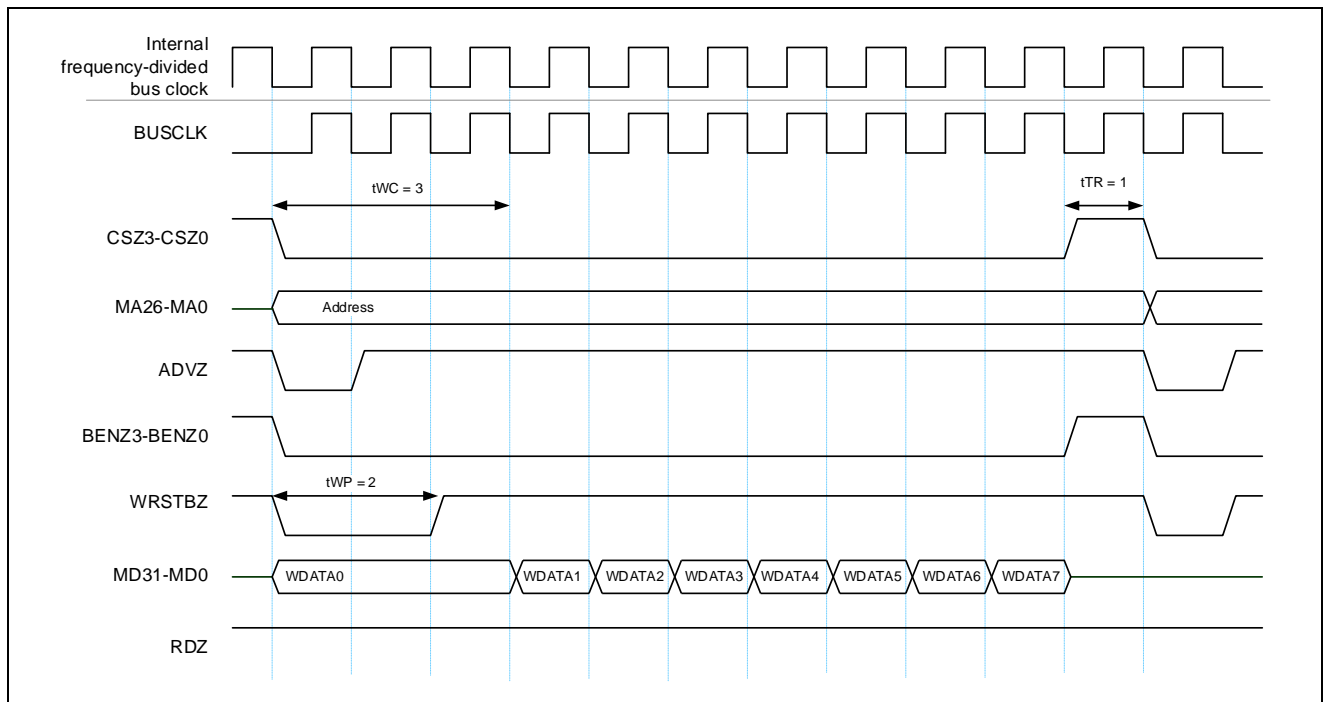 Internal
frequency-divided
bus clock
BUSCLK
tWC = 3
tTR = 1
CSZ3-CSZ0
MA26-MA0
Address
ADVZ
BENZ3-BENZ0
tWP = 2
WRSTBZ
MD31-MD0
WDATA0
WDATA1
WDATA2
WDATA3
WDATA4
WDATA5
WDATA6
WDATA7
RDZ